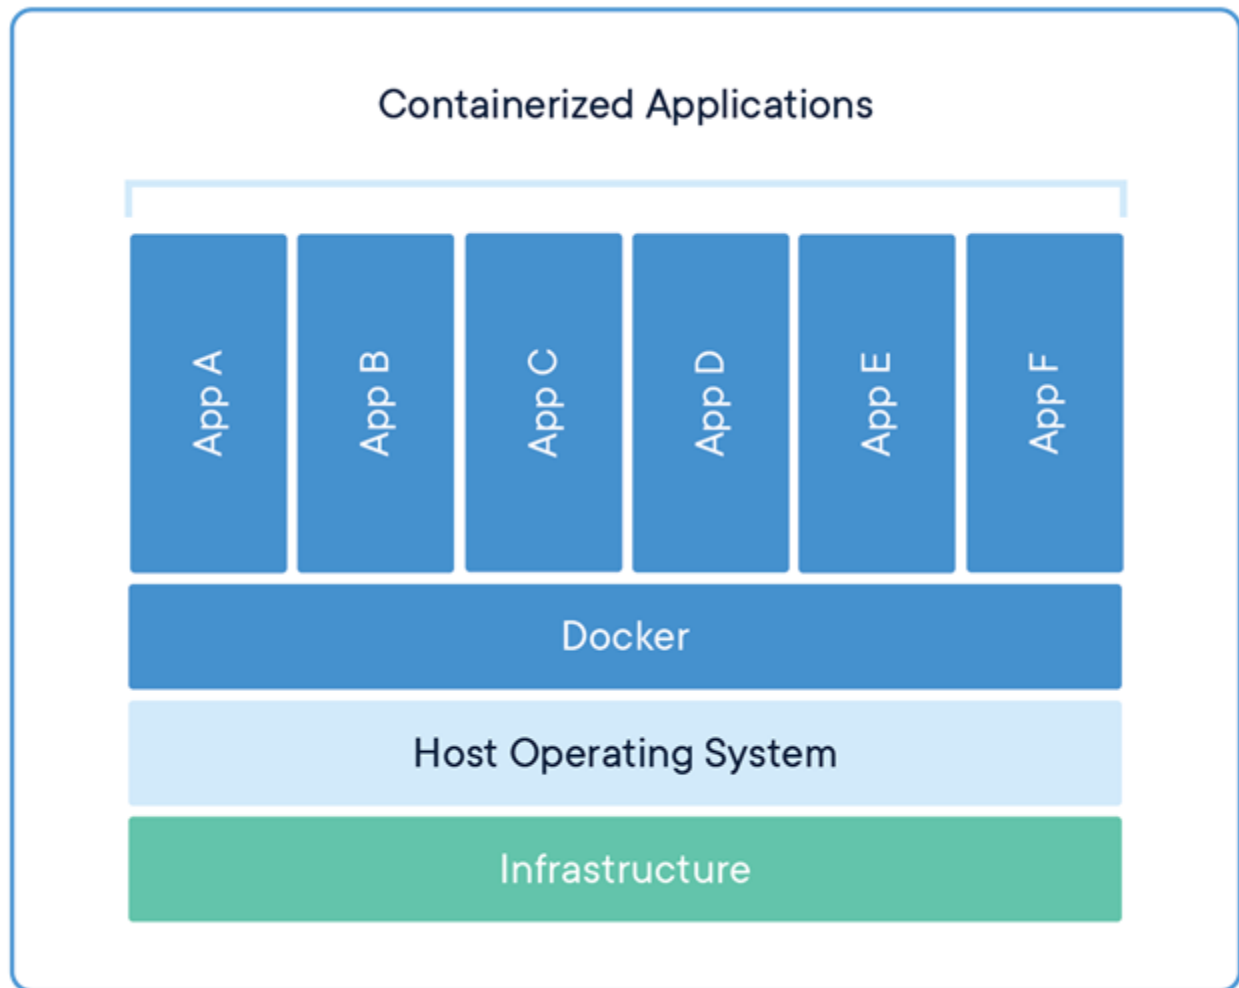 Containerized Applications
App A
App B
App C
App D
App E
App F
Docker
Host Operating System
Infrastructure